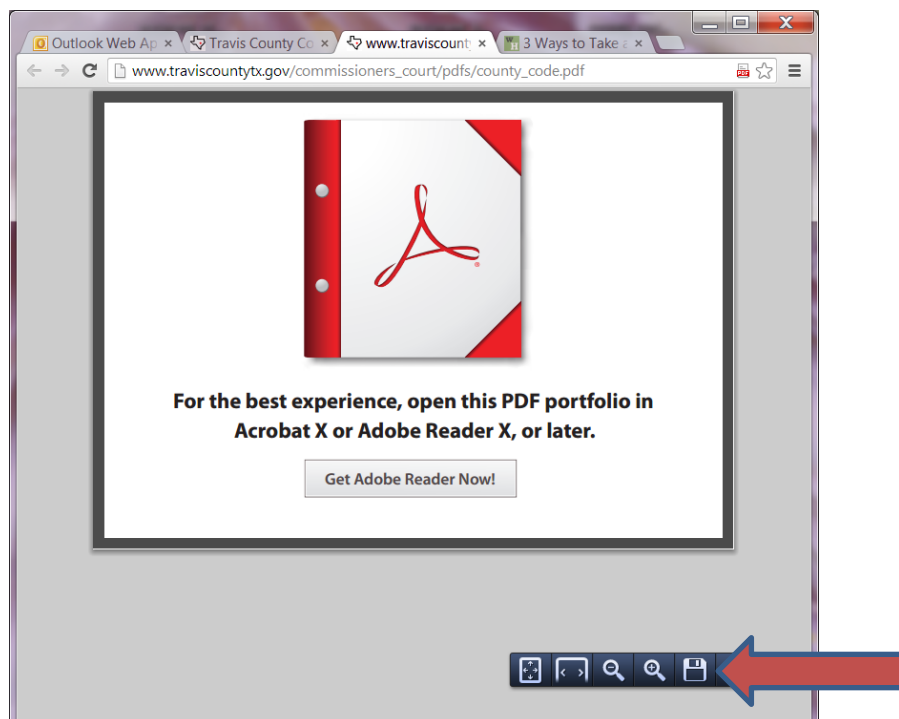 Outlook Web Ap
Travis County Co
www.traviscount
3 Ways to Take a
www.traviscountytx.gov/commissioners_court/pdfs/county_code.pdf
For the best experience, open this PDF portfolio in
Acrobat X or Adobe Reader X, or later.
Get Adobe Reader Now!